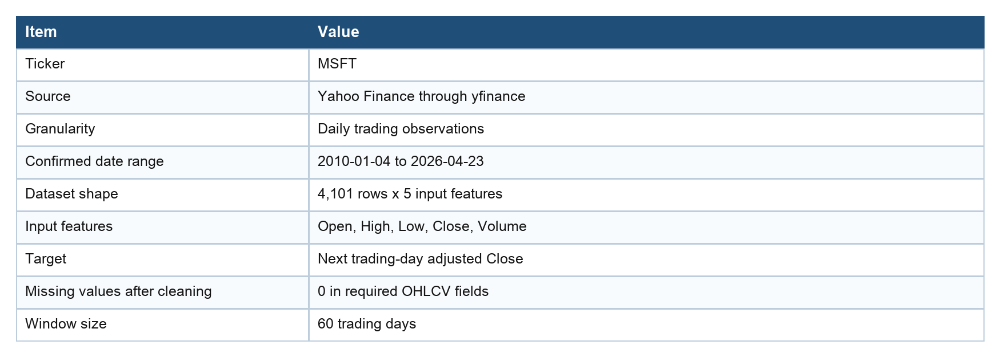 Item Value
Ticker MSFT
Source Yahoo Finance through yfinance
Granularity Daily trading observations
Confirmed date range 2010-01-04 to 2026-04-23
Dataset shape 4,101 rows x 5 input features
Input features Open, High, Low, Close, Volume
Target Next trading-day adjusted Close
Missing values after cleaning 0 in required OHLCV fields
Window size 60 trading days